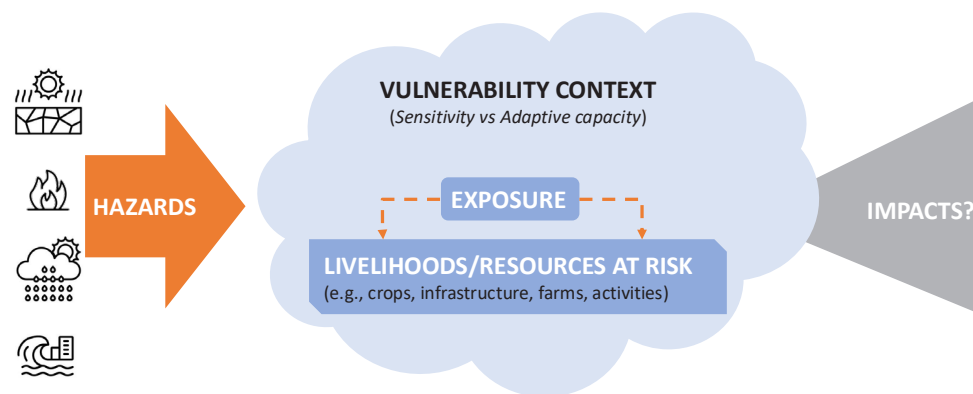 VULNERABILITY CONTEXT
(Sensitivity vs Adaptive capacity)
HAZARDS
EXPOSURE
IMPACTS?
LIVELIHOODS/RESOURCES AT RISK
(e.g., crops, infrastructure, farms, activities)